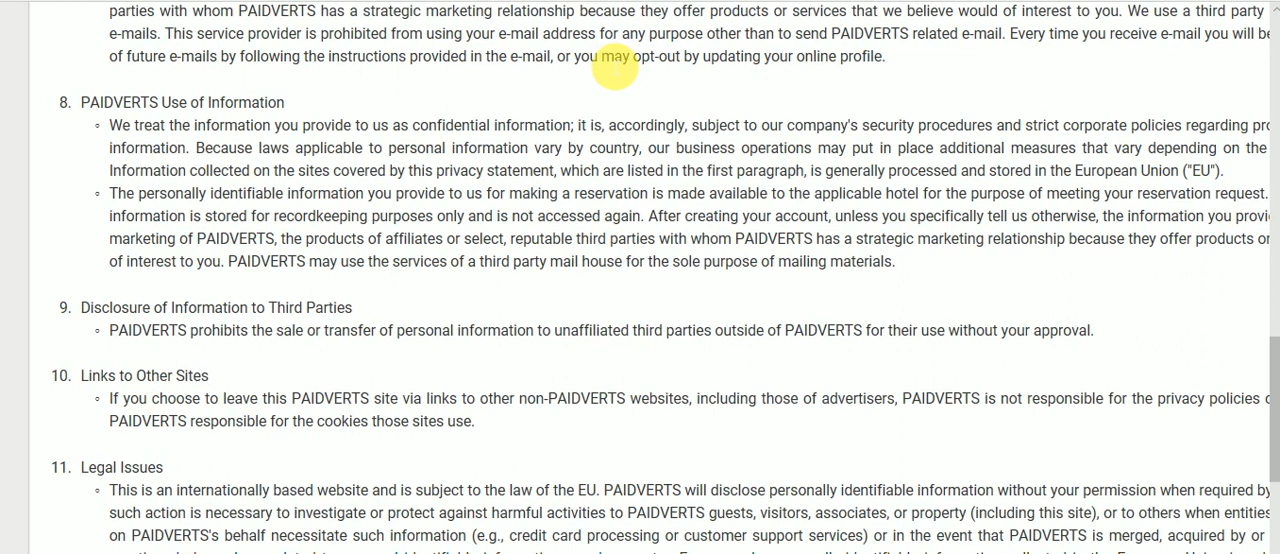 parties with whom PAIDVERTS has a strategic marketing relationship because they offer products or services that we believe would of interest to you. We use a third party
e-mails. This service provider is prohibited from using your e-mail address for any purpose other than to send PAIDVERTS related e-mail. Every time you receive e-mail you will be
of future e-mails by following the instructions provided in the e-mail, or you may opt-out by updating your online profile.
8. PAIDVERTS Use of Information
◦ We treat the information you provide to us as confidential information; it is, accordingly, subject to our company's security procedures and strict corporate policies regarding
information. Because laws applicable to personal information vary by country, our business operations may put in place additional measures that vary depending on the
Information collected on the sites covered by this privacy statement, which are listed in the first paragraph, is generally processed and stored in the European Union ("EU").
◦ The personally identifiable information you provide to us for making a reservation is made available to the applicable hotel for the purpose of meeting your reservation request.
information is stored for recordkeeping purposes only and is not accessed again. After creating your account, unless you specifically tell us otherwise, the information you
marketing of PAIDVERTS, the products of affiliates or select, reputable third parties with whom PAIDVERTS has a strategic marketing relationship because they offer products or
of interest to you. PAIDVERTS may use the services of a third party mail house for the sole purpose of mailing materials.
9. Disclosure of Information to Third Parties
◦ PAIDVERTS prohibits the sale or transfer of personal information to unaffiliated third parties outside of PAIDVERTS for their use without your approval.
10. Links to Other Sites
◦ If you choose to leave this PAIDVERTS site via links to other non-PAIDVERTS websites, including those of advertisers, PAIDVERTS is not responsible for the privacy policies
PAIDVERTS responsible for the cookies those sites use.
11. Legal Issues
◦ This is an internationally based website and is subject to the law of the EU. PAIDVERTS will disclose personally identifiable information without your permission when required by
such action is necessary to investigate or protect against harmful activities to PAIDVERTS guests, visitors, associates, or property (including this site), or to others when entities
on PAIDVERTS's behalf necessitate such information (e.g., credit card processing or customer support services) or in the event that PAIDVERTS is merged, acquired by or